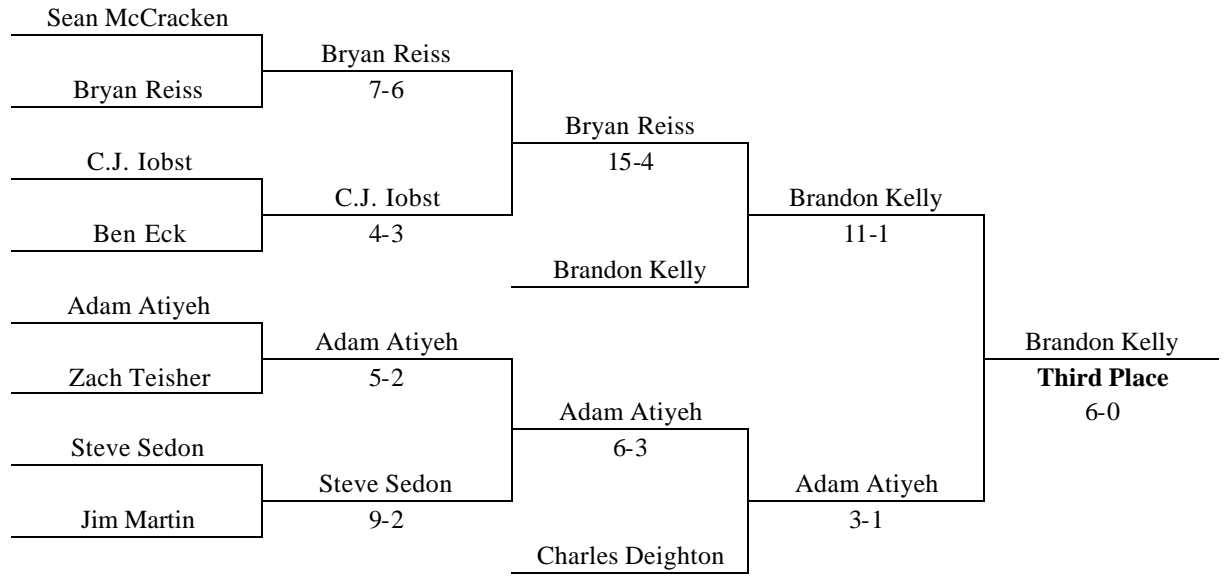 Sean McCracken
Bryan Reiss
Bryan Reiss
7-6
Bryan Reiss
C.J. Iobst
15-4
C.J. Iobst
Brandon Kelly
Ben Eck
4-3
11-1
Brandon Kelly
Adam Atiyeh
Adam Atiyeh
Brandon Kelly
Zach Teisher
5-2
Third Place
Adam Atiyeh
6-0
Steve Sedon
6-3
Steve Sedon
Adam Atiyeh
Jim Martin
9-2
3-1
Charles Deighton